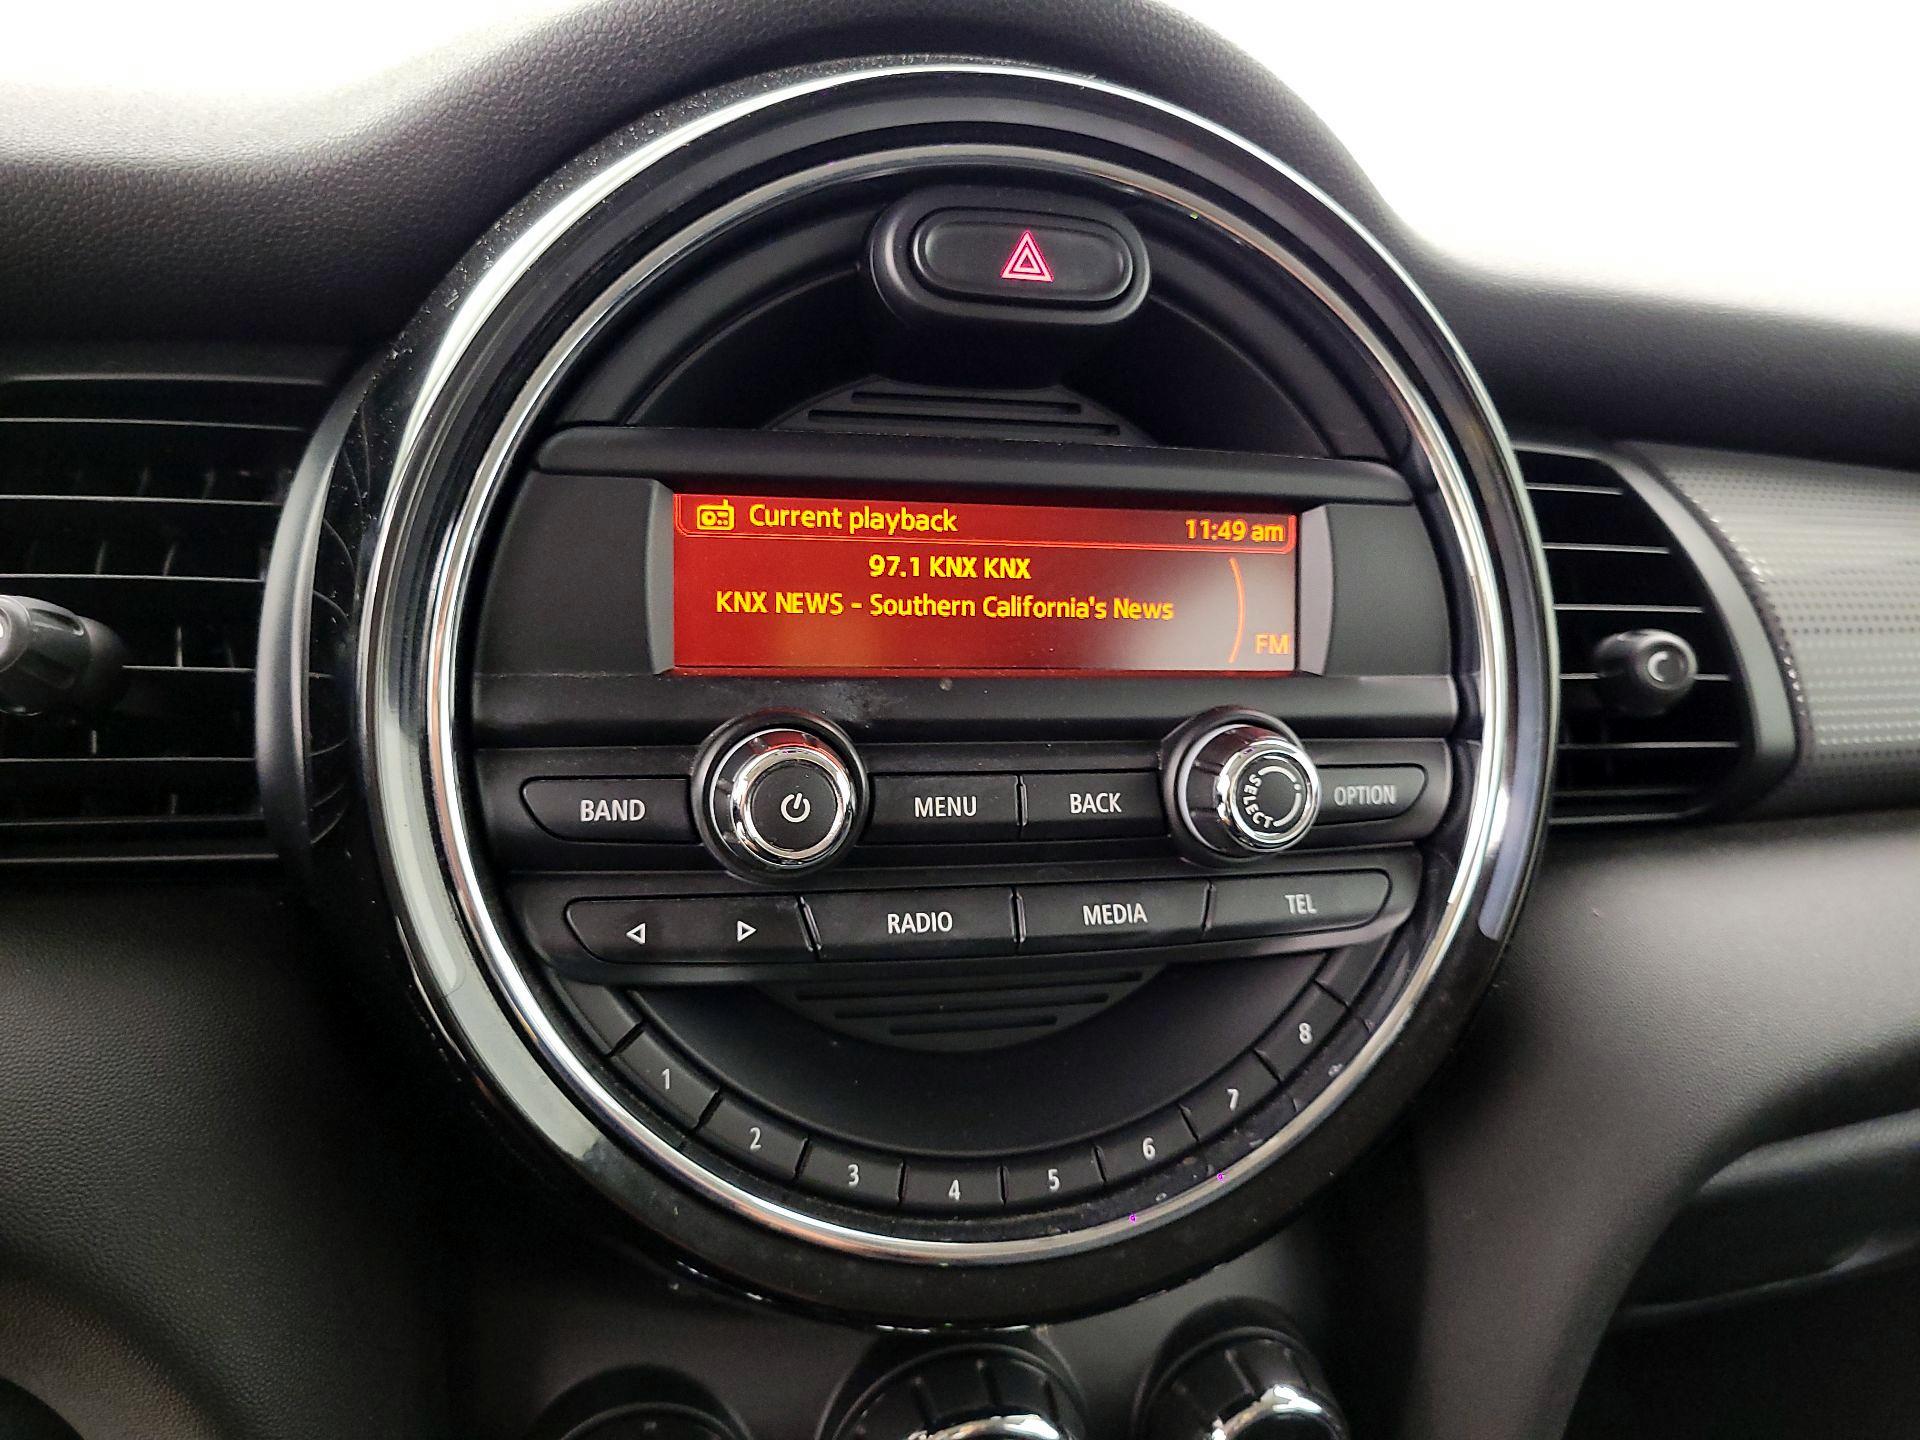 Current playback 11:49 am
97.1 KNX KNX
KNX NEWS - Southern California's News
FM
BAND MENU BACK SELECT OPTION
RADIO MEDIA TEL
1 2 3 4 5 6 7 8